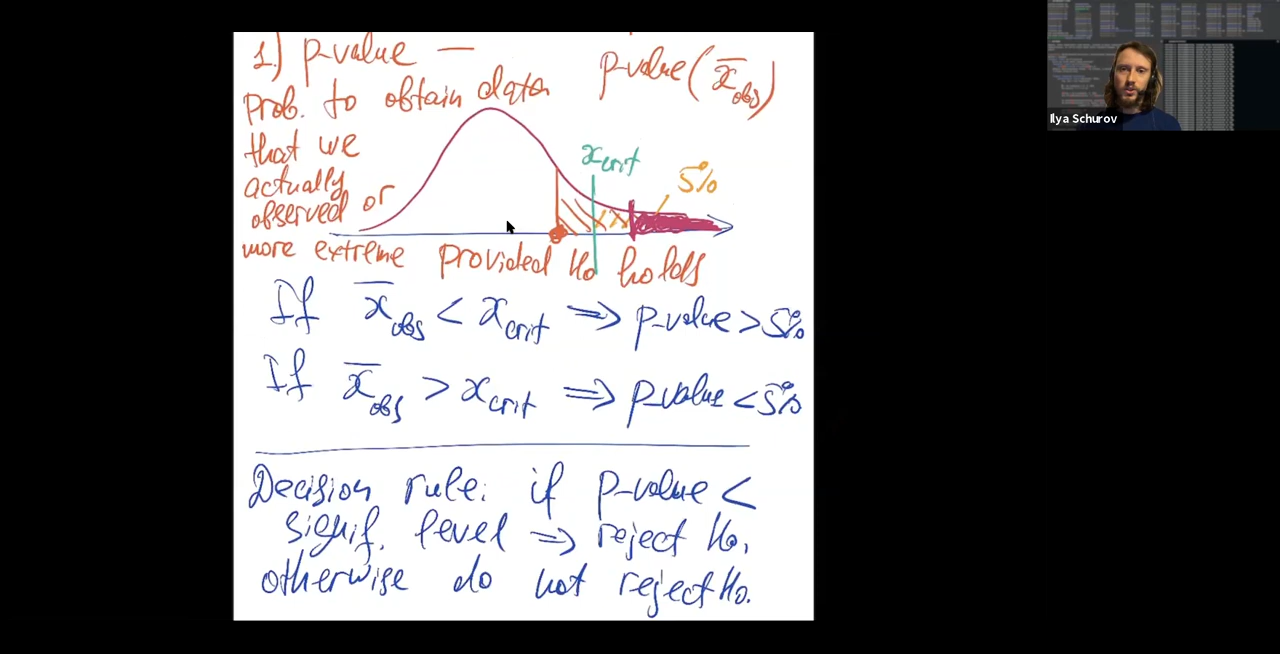 1.) p-value —
p-value(x̄obs)
prob. to obtain data
that we
actually
observed or
more extreme provided H₀ holds
xcrit
5%
If x̄obs < xcrit ⇒ p-value > 5%
If x̄obs > xcrit ⇒ p-value < 5%
Decision rule: if p-value <
signif. level ⇒ reject H₀,
otherwise do not reject H₀.
Ilya Schurov